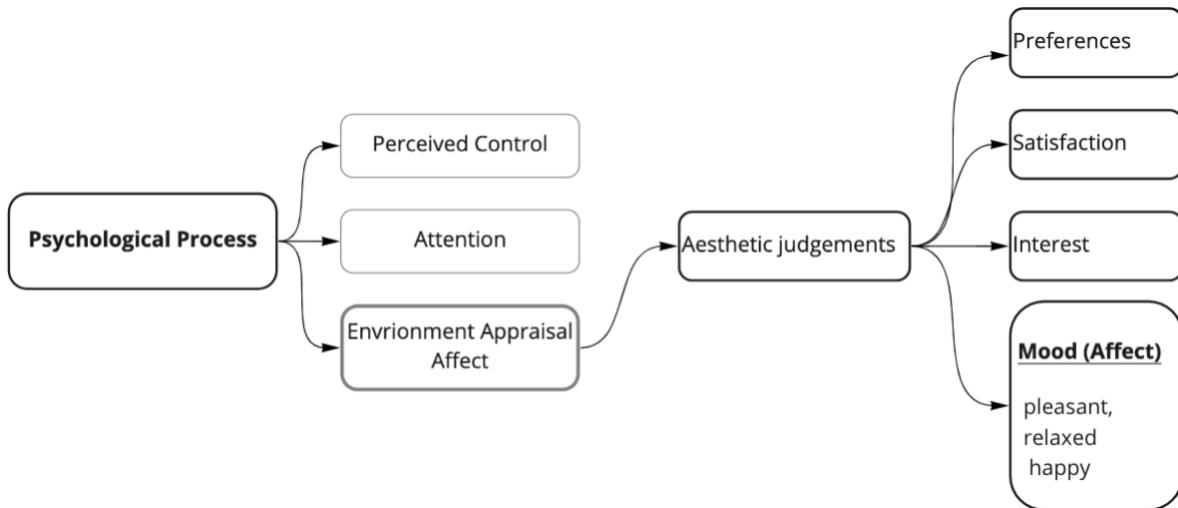 Psychological Process
Perceived Control
Attention
Envrionment Appraisal
Affect
Aesthetic judgements
Preferences
Satisfaction
Interest
Mood (Affect)
pleasant,
relaxed
happy